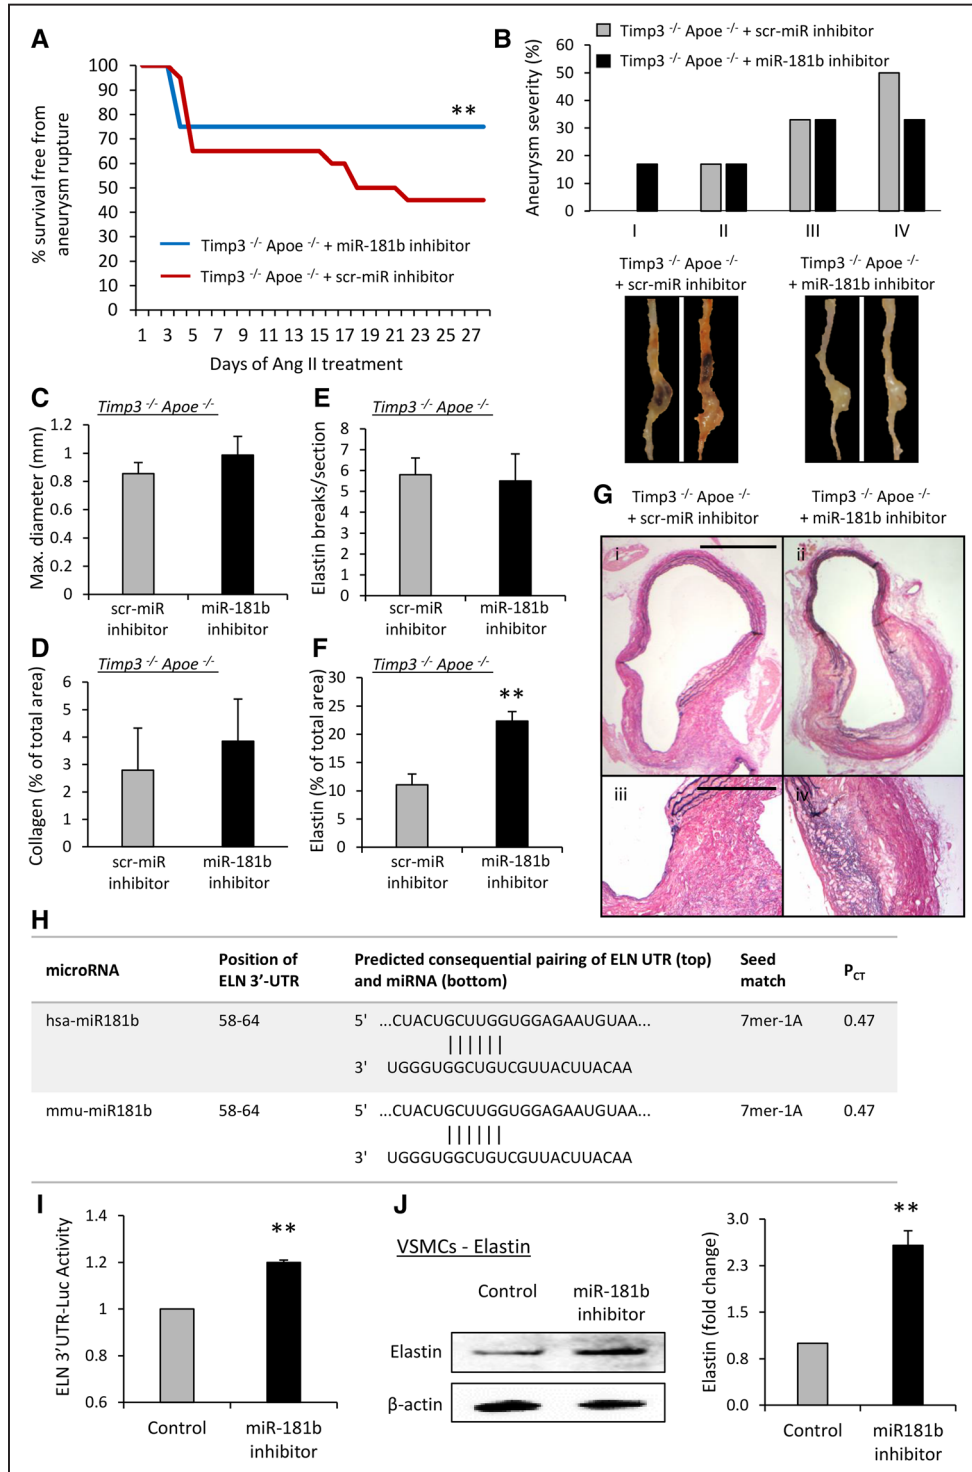 A
% survival free from
aneurysm rupture
100
90
80
70
60
50
40
30
20
10
0
**
Timp3 -/- Apoe -/- + miR-181b inhibitor
Timp3 -/- Apoe -/- + scr-miR inhibitor
1 3 5 7 9 11 13 15 17 19 21 23 25 27
Days of Ang II treatment
B
Timp3 -/- Apoe -/- + scr-miR inhibitor
Timp3 -/- Apoe -/- + miR-181b inhibitor
Aneurysm severity (%)
60
50
40
30
20
10
0
I II III IV
Timp3 -/- Apoe -/-
+ scr-miR inhibitor
Timp3 -/- Apoe -/-
+ miR-181b inhibitor
C
Timp3 -/- Apoe -/-
Max. diameter (mm)
1.2
1
0.8
0.6
0.4
0.2
0
scr-miR
inhibitor
miR-181b
inhibitor
E
Timp3 -/- Apoe -/-
Elastin breaks/section
8
7
6
5
4
3
2
1
0
scr-miR
inhibitor
miR-181b
inhibitor
D
Timp3 -/- Apoe -/-
Collagen (% of total area)
6
5
4
3
2
1
0
scr-miR
inhibitor
miR-181b
inhibitor
F
Timp3 -/- Apoe -/-
Elastin (% of total area)
30
25
20
15
10
5
0
**
scr-miR
inhibitor
miR-181b
inhibitor
G
Timp3 -/- Apoe -/-
+ scr-miR inhibitor
Timp3 -/- Apoe -/-
+ miR-181b inhibitor
i
ii
iii
iv
H
microRNA
Position of
ELN 3'-UTR
Predicted consequential pairing of ELN UTR (top)
and miRNA (bottom)
Seed
match
PCT
hsa-miR181b 58-64 5' ...CUACUGCUUGGUGGAGAAUGUAA... 7mer-1A 0.47
||||||
3' UGGGUGGCUGUCGUUACUUACAA
mmu-miR181b 58-64 5' ...CUACUGCUUGGUGGAGAAUGUAA... 7mer-1A 0.47
||||||
3' UGGGUGGCUGUCGUUACUUACAA
I
ELN 3'UTR-Luc Activity
1.4
1.2
1
0.8
0.6
**
Control
miR-181b
inhibitor
J
VSMCs - Elastin
Control
miR-181b
inhibitor
Elastin
β-actin
Elastin (fold change)
3.0
2.3
1.5
0.8
0.0
**
Control
miR181b
inhibitor